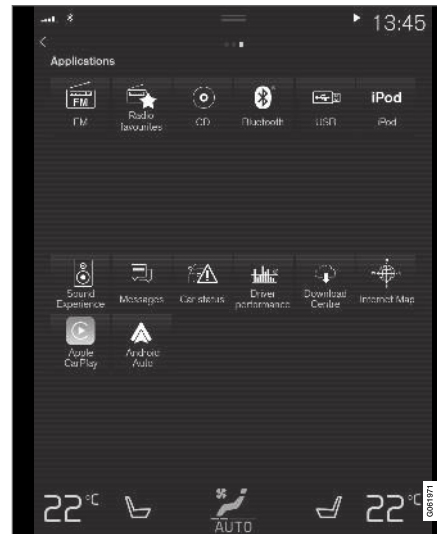 13:45
Applications
FM
iPod
FM
Radio
favourites
CD
Bluetooth
USB
iPod
Sound
Experience
Messages
Car status
Driver
performance
Download
Centre
Internet Map
Apple
CarPlay
Android
Auto
22°C
22°C
AUTO
G061971